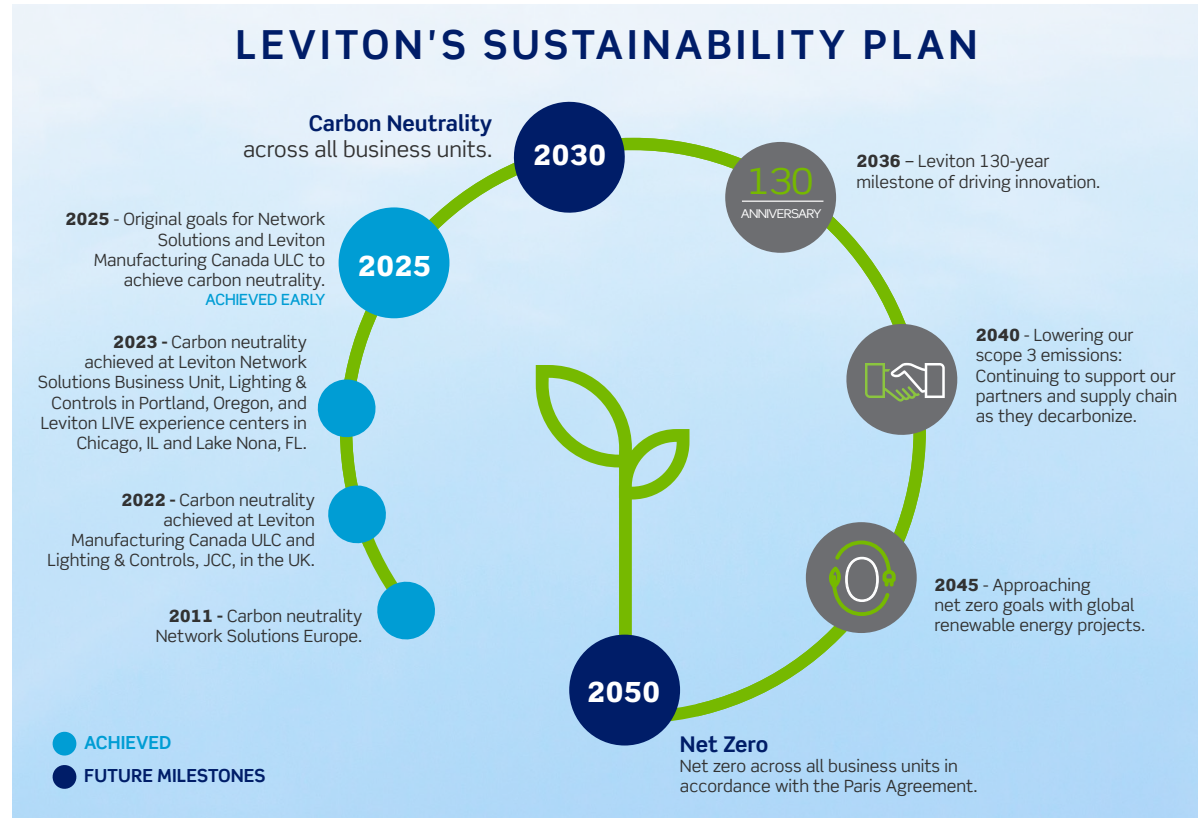 LEVITON'S SUSTAINABILITY PLAN
Carbon Neutrality
across all business units.
2030
130
ANNIVERSARY
2036 – Leviton 130-year
milestone of driving innovation.
2025 - Original goals for Network
Solutions and Leviton
Manufacturing Canada ULC to
achieve carbon neutrality.
ACHIEVED EARLY
2025
2023 - Carbon neutrality
achieved at Leviton Network
Solutions Business Unit, Lighting &
Controls in Portland, Oregon, and
Leviton LIVE experience centers in
Chicago, IL and Lake Nona, FL.
2040 - Lowering our
scope 3 emissions:
Continuing to support our
partners and supply chain
as they decarbonize.
2022 - Carbon neutrality
achieved at Leviton
Manufacturing Canada ULC and
Lighting & Controls, JCC, in the UK.
0
2045 - Approaching
net zero goals with global
renewable energy projects.
2011 - Carbon neutrality
Network Solutions Europe.
2050
Net Zero
Net zero across all business units in
accordance with the Paris Agreement.
ACHIEVED
FUTURE MILESTONES